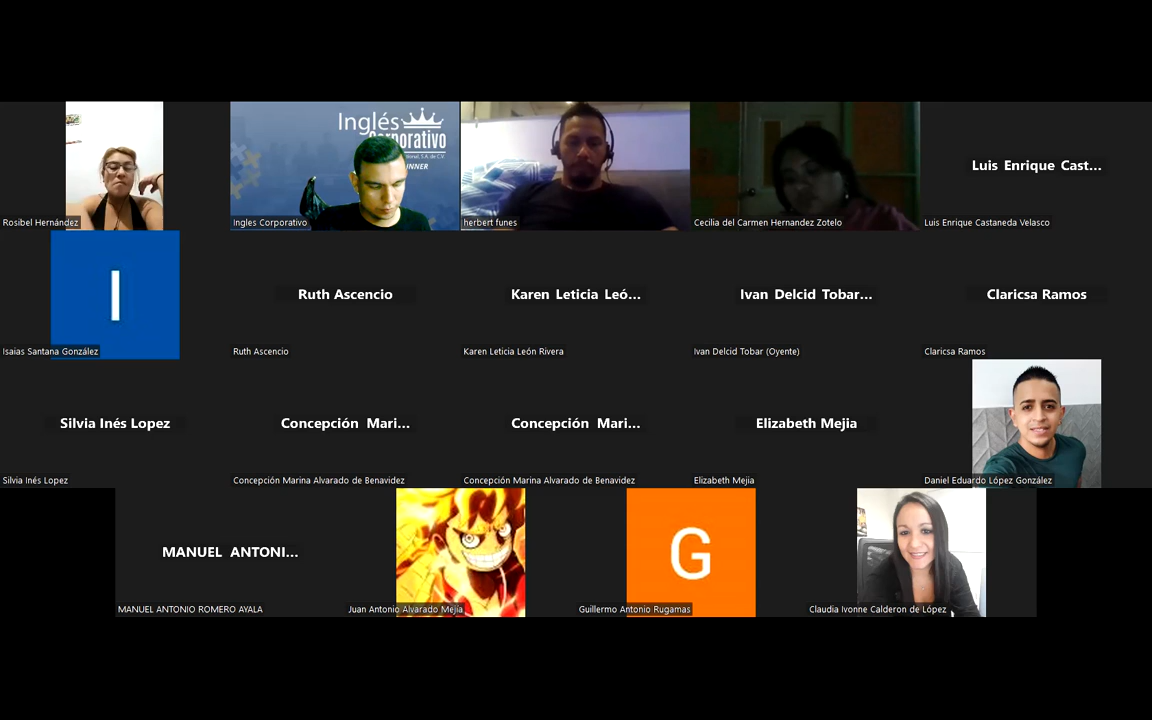 Inglés
Corporativo
Rosibel Hernández
Ingles Corporativo
herbert funes
Cecilia del Carmen Hernandez Zotelo
Luis Enrique Cast...
Luis Enrique Castaneda Velasco
I
Isaias Santana González
Ruth Ascencio
Ruth Ascencio
Karen Leticia Leó...
Karen Leticia León Rivera
Ivan Delcid Tobar...
Ivan Delcid Tobar (Oyente)
Claricsa Ramos
Claricsa Ramos
Silvia Inés Lopez
Silvia Inés Lopez
Concepción Mari...
Concepción Marina Alvarado de Benavidez
Concepción Mari...
Concepción Marina Alvarado de Benavidez
Elizabeth Mejia
Elizabeth Mejia
Daniel Eduardo López González
MANUEL ANTONI...
MANUEL ANTONIO ROMERO AYALA
Juan Antonio Alvarado Mejía
G
Guillermo Antonio Rugamas
Claudia Ivonne Calderon de López